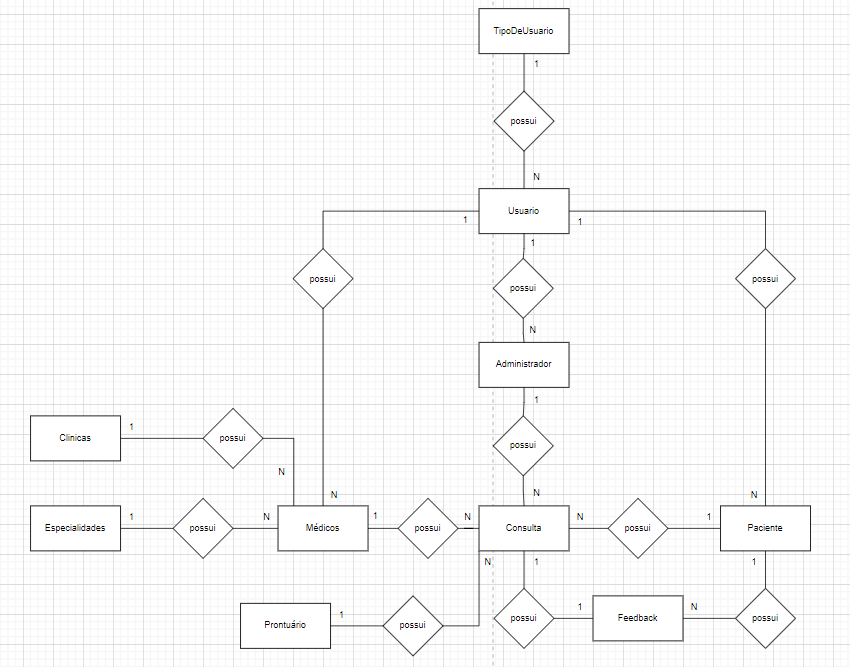 TipoDeUsuario
1
possui
N
Usuario
1
1
1
possui
possui
possui
N
Administrador
1
Clinicas
1
possui
possui
N
N
N
N
Especialidades
1
possui
N
Médicos
1
possui
N
Consulta
N
possui
1
Paciente
N
1
1
Prontuário
1
possui
possui
1
Feedback
N
possui